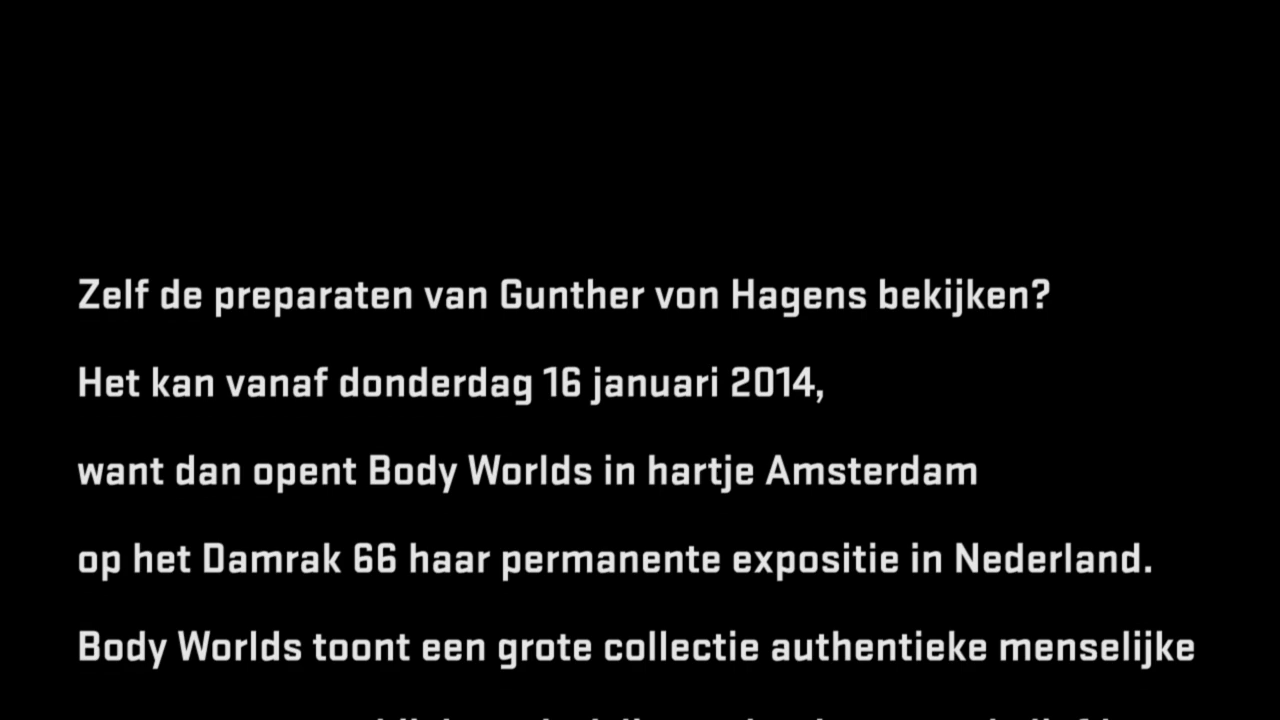 Zelf de preparaten van Gunther von Hagens bekijken?
Het kan vanaf donderdag 16 januari 2014,
want dan opent Body Worlds in hartje Amsterdam
op het Damrak 66 haar permanente expositie in Nederland.
Body Worlds toont een grote collectie authentieke menselijke